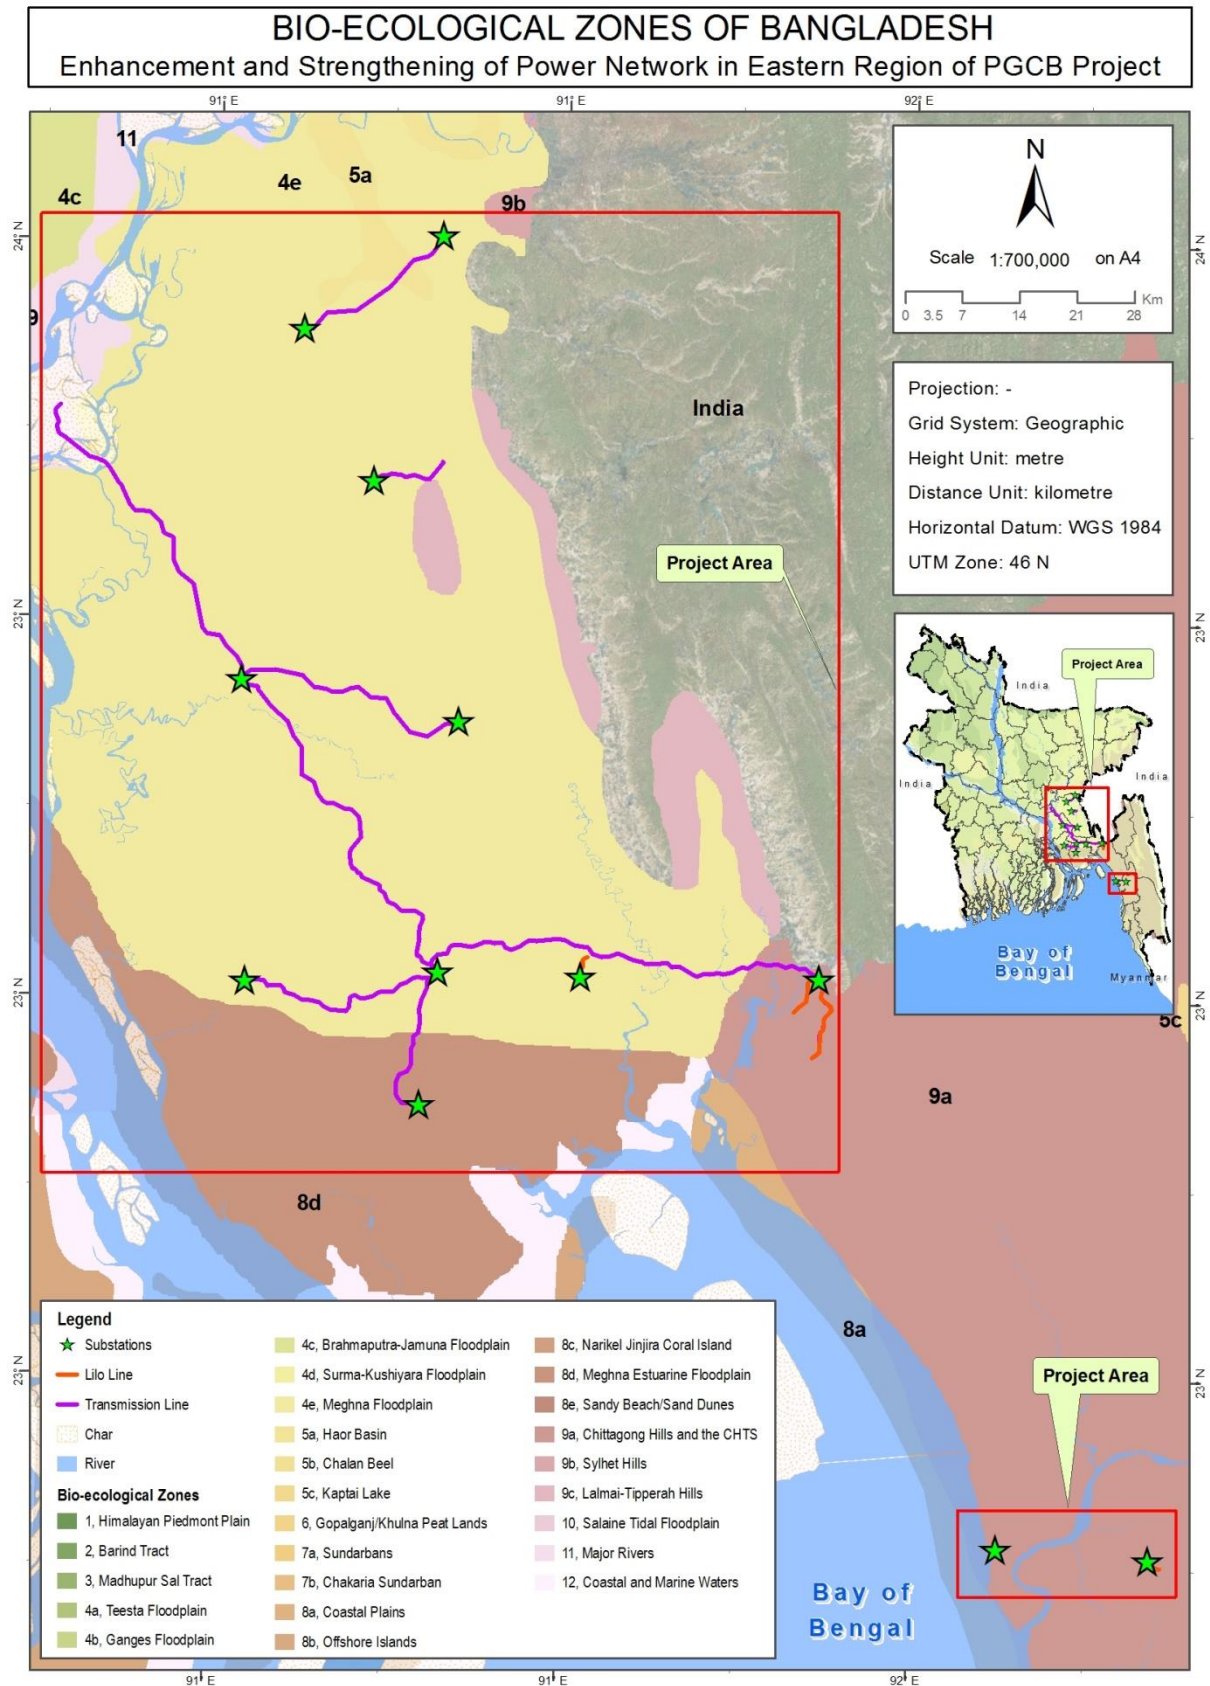 BIO-ECOLOGICAL ZONES OF BANGLADESH
Enhancement and Strengthening of Power Network in Eastern Region of PGCB Project
91° E
91° E
92° E
11
4c
4e
5a
9b
24° N
24° N
9
N
Scale 1:700,000 on A4
0 3.5 7 14 21 28 Km
India
Projection: -
Grid System: Geographic
Height Unit: metre
Distance Unit: kilometre
Horizontal Datum: WGS 1984
UTM Zone: 46 N
Project Area
23° N
23° N
Project Area
India
India
India
Bay of
Bengal
Myanmar
23° N
23° N
5c
9a
8d
8a
23° N
23° N
Project Area
Bay of
Bengal
Legend
Substations
Lilo Line
Transmission Line
Char
River
Bio-ecological Zones
1, Himalayan Piedmont Plain
2, Barind Tract
3, Madhupur Sal Tract
4a, Teesta Floodplain
4b, Ganges Floodplain
4c, Brahmaputra-Jamuna Floodplain
4d, Surma-Kushiyara Floodplain
4e, Meghna Floodplain
5a, Haor Basin
5b, Chalan Beel
5c, Kaptai Lake
6, Gopalganj/Khulna Peat Lands
7a, Sundarbans
7b, Chakaria Sundarban
8a, Coastal Plains
8b, Offshore Islands
8c, Narikel Jinjira Coral Island
8d, Meghna Estuarine Floodplain
8e, Sandy Beach/Sand Dunes
9a, Chittagong Hills and the CHTS
9b, Sylhet Hills
9c, Lalmai-Tipperah Hills
10, Salaine Tidal Floodplain
11, Major Rivers
12, Coastal and Marine Waters
91° E
91° E
92° E